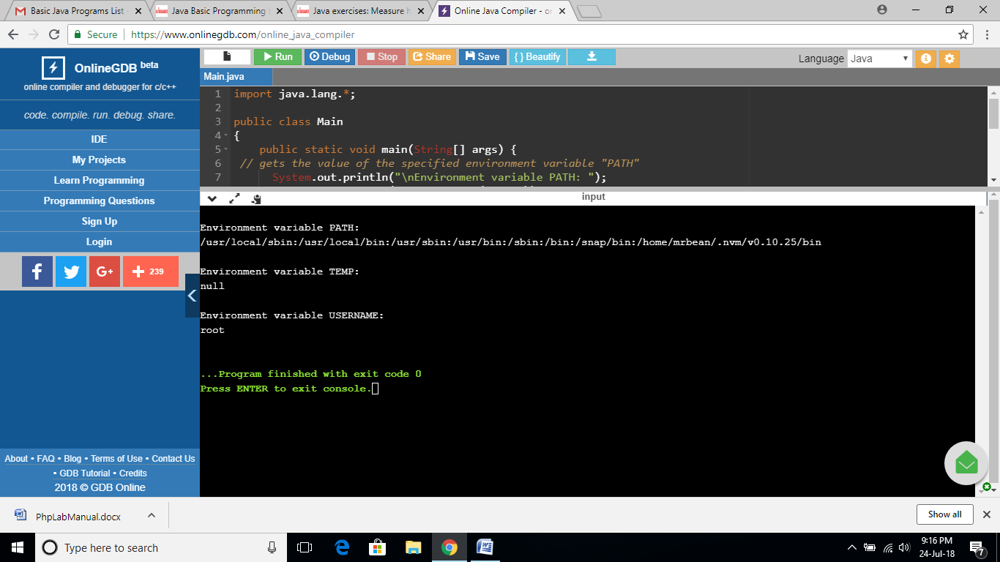 Basic Java Programs List -
Java Basic Programming
Java exercises: Measure h
Online Java Compiler - or
Secure
https://www.onlinegdb.com/online_java_compiler
OnlineGDB beta
online compiler and debugger for c/c++
code. compile. run. debug. share.
IDE
My Projects
Learn Programming
Programming Questions
Sign Up
Login
239
About • FAQ • Blog • Terms of Use • Contact Us
• GDB Tutorial • Credits
2018 © GDB Online
Run
Debug
Stop
Share
Save
{ } Beautify
Language
Java
Main.java
1 import java.lang.*;
2
3 public class Main
4 {
5 public static void main(String[] args) {
6 // gets the value of the specified environment variable "PATH"
7 System.out.println("\nEnvironment variable PATH: ");
input
Environment variable PATH:
/usr/local/sbin:/usr/local/bin:/usr/sbin:/usr/bin:/sbin:/bin:/snap/bin:/home/mrbean/.nvm/v0.10.25/bin
Environment variable TEMP:
null
Environment variable USERNAME:
root
...Program finished with exit code 0
Press ENTER to exit console.
PhpLabManual.docx
Show all
Type here to search
9:16 PM
24-Jul-18
7